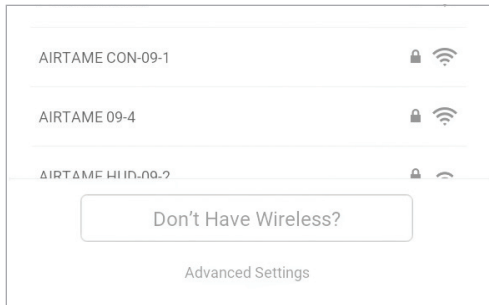 AIRTAME CON-09-1
AIRTAME 09-4
AIRTAME HUD-09-2
Don’t Have Wireless?
Advanced Settings